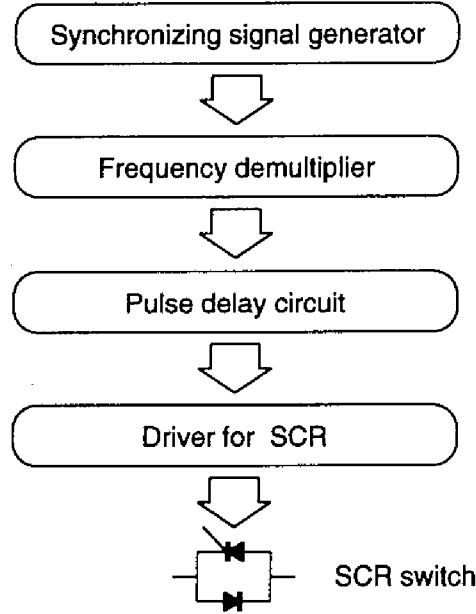 Synchronizing signal generator
Frequency demultiplier
Pulse delay circuit
Driver for SCR
SCR switch